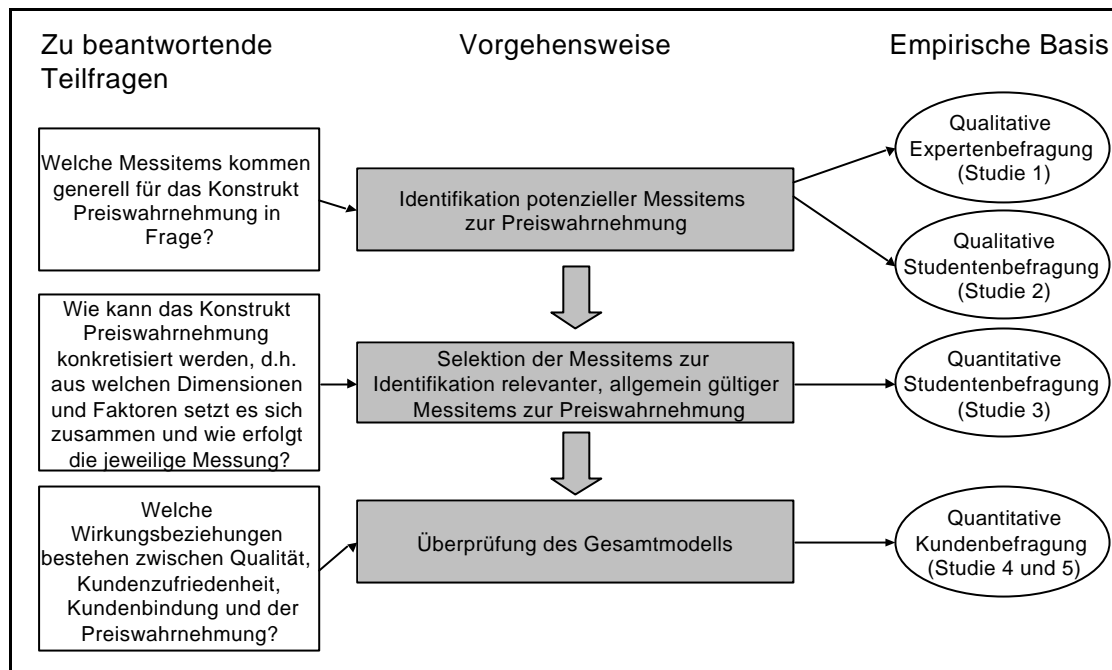 Zu beantwortende
Teilfragen
Vorgehensweise
Empirische Basis
Welche Messitems kommen
generell für das Konstrukt
Preiswahrnehmung in
Frage?
Identifikation potenzieller Messitems
zur Preiswahrnehmung
Qualitative
Expertenbefragung
(Studie 1)
Qualitative
Studentenbefragung
(Studie 2)
Wie kann das Konstrukt
Preiswahrnehmung
konkretisiert werden, d.h.
aus welchen Dimensionen
und Faktoren setzt es sich
zusammen und wie erfolgt
die jeweilige Messung?
Selektion der Messitems zur
Identifikation relevanter, allgemein gültiger
Messitems zur Preiswahrnehmung
Quantitative
Studentenbefragung
(Studie 3)
Welche
Wirkungsbeziehungen
bestehen zwischen Qualität,
Kundenzufriedenheit,
Kundenbindung und der
Preiswahrnehmung?
Überprüfung des Gesamtmodells
Quantitative
Kundenbefragung
(Studie 4 und 5)